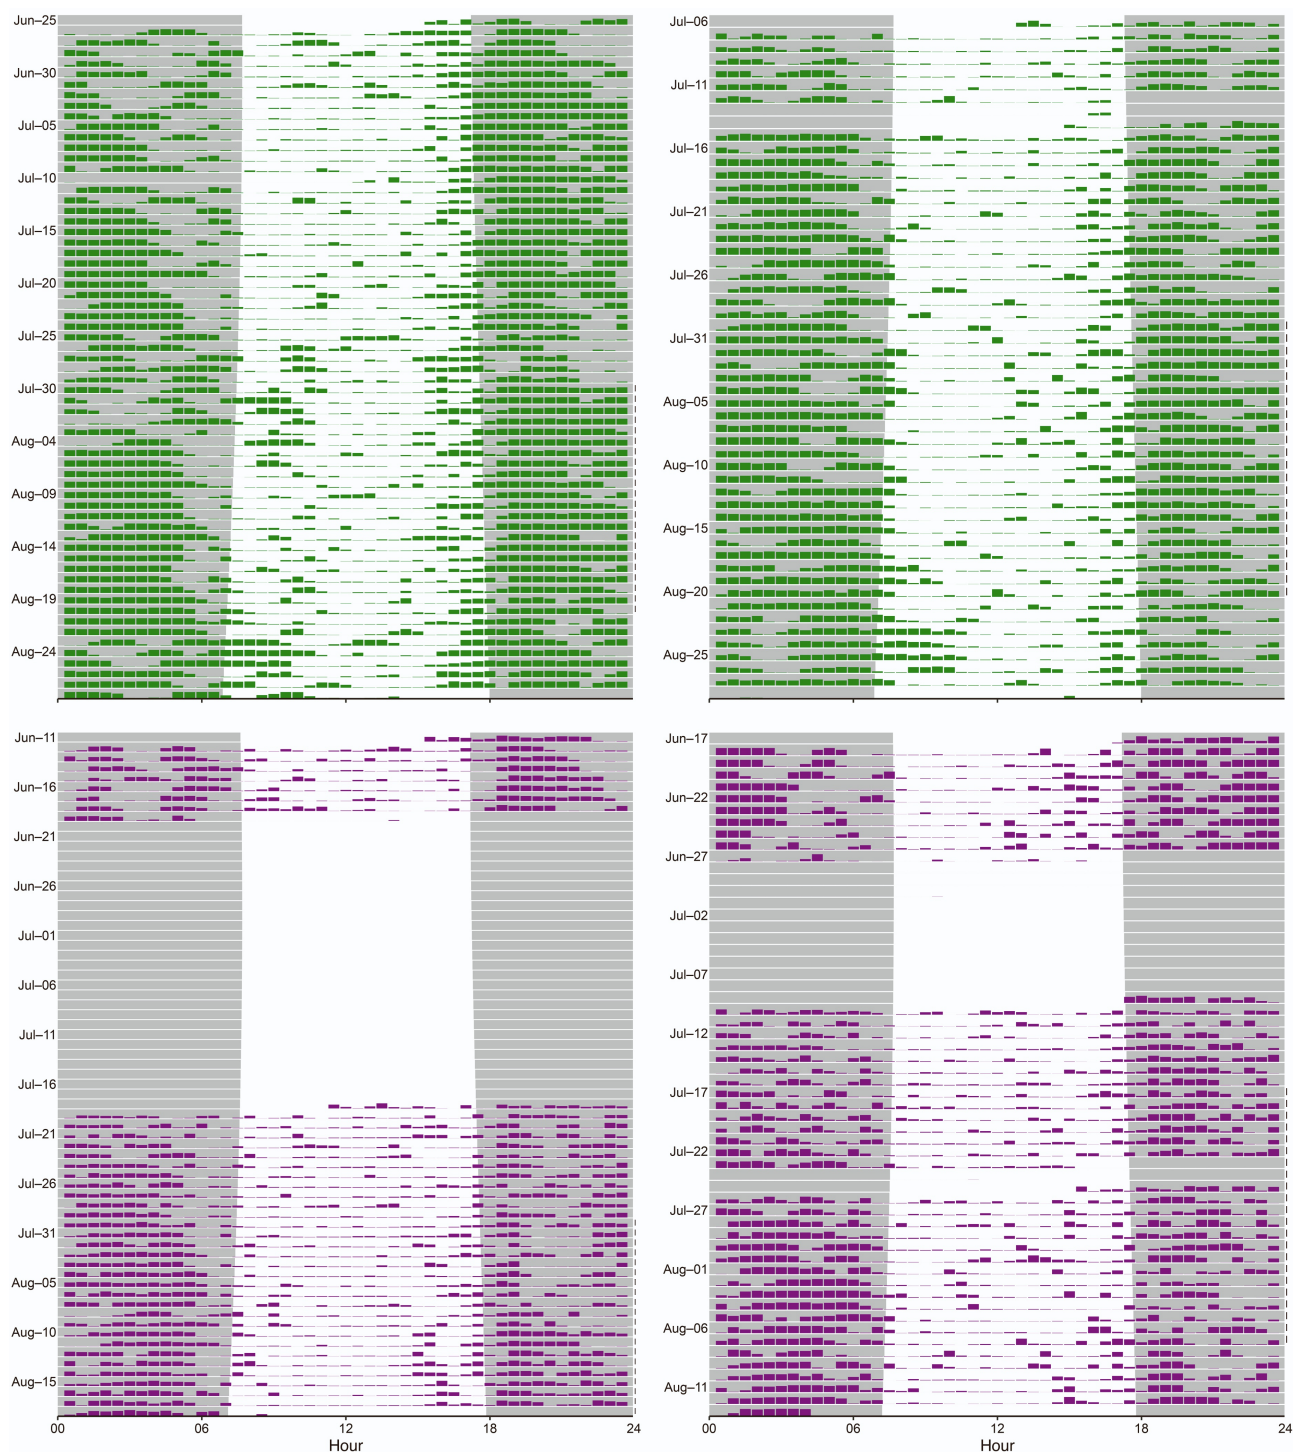 Jun–25
Jun–30
Jul–05
Jul–10
Jul–15
Jul–20
Jul–25
Jul–30
Aug–04
Aug–09
Aug–14
Aug–19
Aug–24
Jul–06
Jul–11
Jul–16
Jul–21
Jul–26
Jul–31
Aug–05
Aug–10
Aug–15
Aug–20
Aug–25
Jun–11
Jun–16
Jun–21
Jun–26
Jul–01
Jul–06
Jul–11
Jul–16
Jul–21
Jul–26
Jul–31
Aug–05
Aug–10
Aug–15
00 06 12 18 24
Hour
Jun–17
Jun–22
Jun–27
Jul–02
Jul–07
Jul–12
Jul–17
Jul–22
Jul–27
Aug–01
Aug–06
Aug–11
00 06 12 18 24
Hour